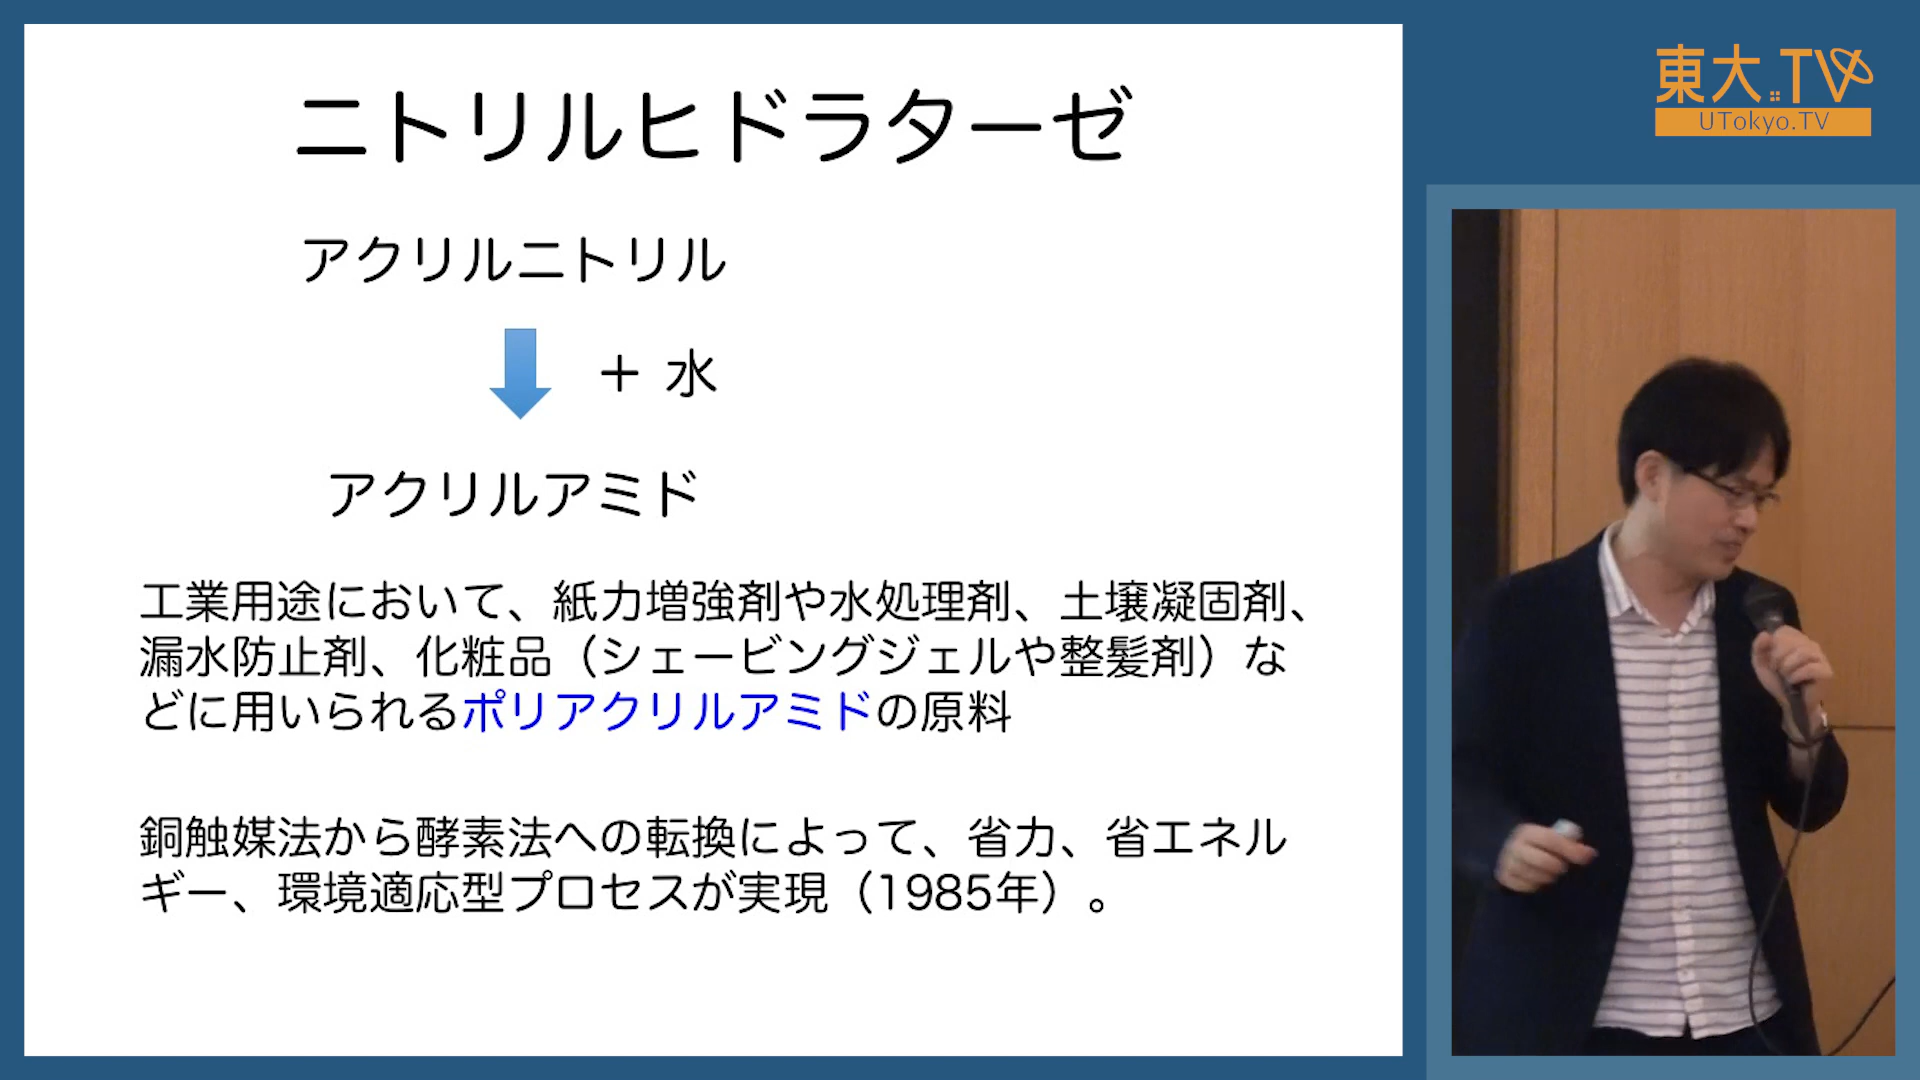 ニトリルヒドラターゼ
アクリルニトリル
＋ 水
アクリルアミド
工業用途において、紙力増強剤や水処理剤、土壌凝固剤、
漏水防止剤、化粧品（シェービングジェルや整髪剤）な
どに用いられるポリアクリルアミドの原料
銅触媒法から酵素法への転換によって、省力、省エネル
ギー、環境適応型プロセスが実現（1985年）。
東大TV
UTokyo.TV